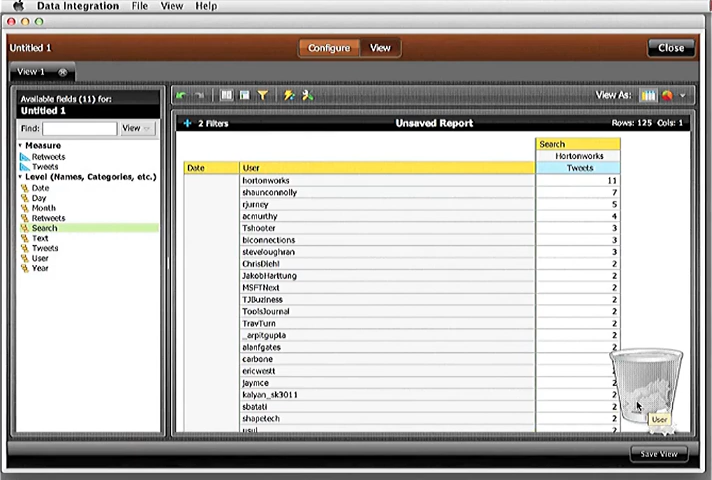 Data Integration File View Help
Untitled 1 Configure View Close
View 1
Available fields (11) for:
Untitled 1
Find: View
Measure
Retweets
Tweets
Level (Names, Categories, etc.)
Date
Day
Month
Retweets
Search
Text
Tweets
User
Year
View As:
2 Filters Unsaved Report Rows: 125 Cols: 1
Search
Hortonworks
Date User Tweets
hortonworks 11
shaunconnolly 7
rjurney 5
acmurthy 4
Tshooter 3
biconnections 3
steveloughran 3
ChrisDiehl 2
JakobHarttung 2
MSFTNext 2
TJBuziness 2
ToolsJournal 2
TravTurn 2
_arpitgupta 2
alanfgates 2
carbone 2
ericwestt 2
jaymce
kalyan_sk3011 2
sbatati 2
shapetech 2
User
Save View